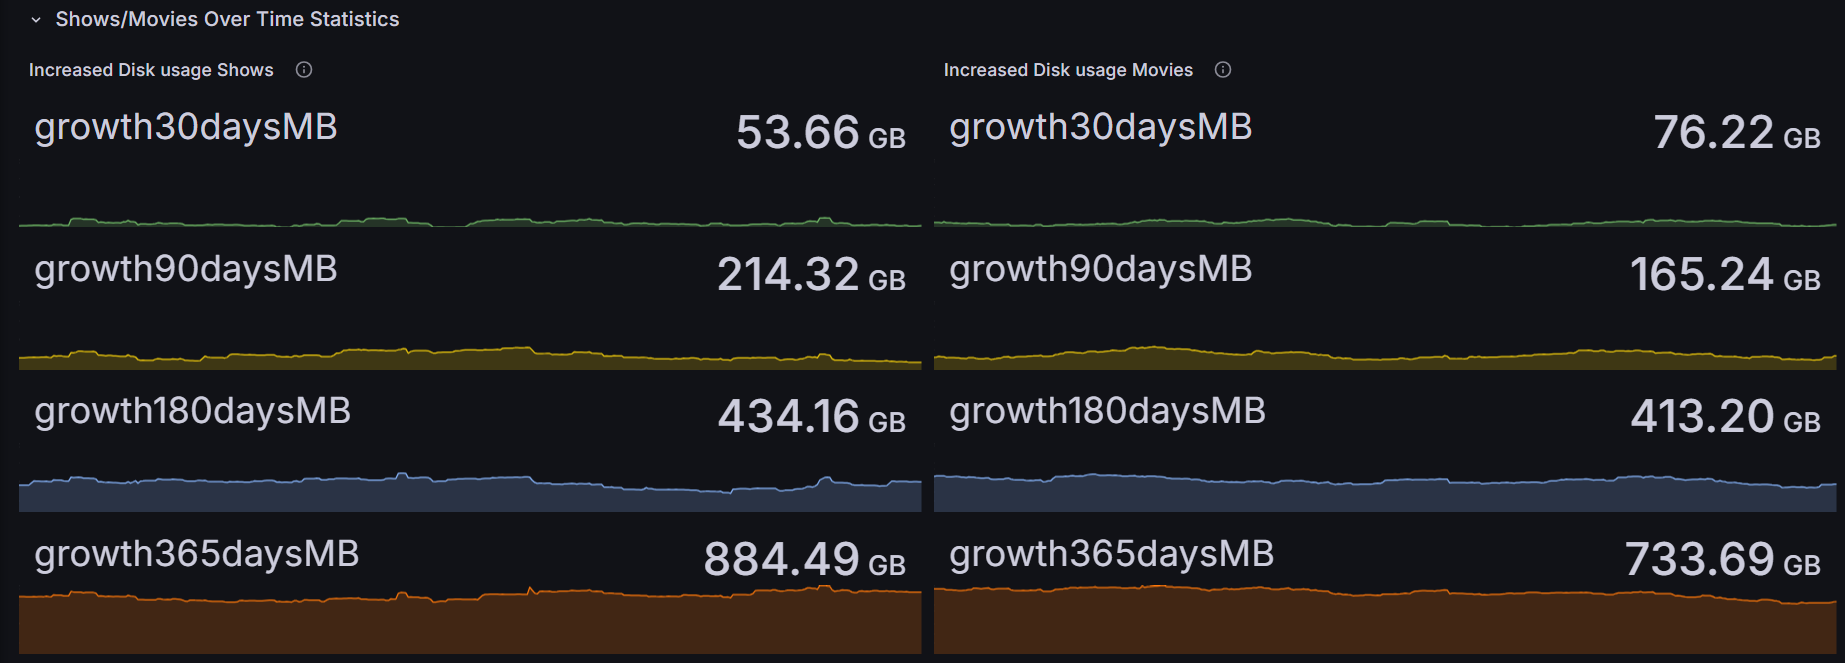 Shows/Movies Over Time Statistics
Increased Disk usage Shows
growth30daysMB 53.66 GB
growth90daysMB 214.32 GB
growth180daysMB 434.16 GB
growth365daysMB 884.49 GB
Increased Disk usage Movies
growth30daysMB 76.22 GB
growth90daysMB 165.24 GB
growth180daysMB 413.20 GB
growth365daysMB 733.69 GB